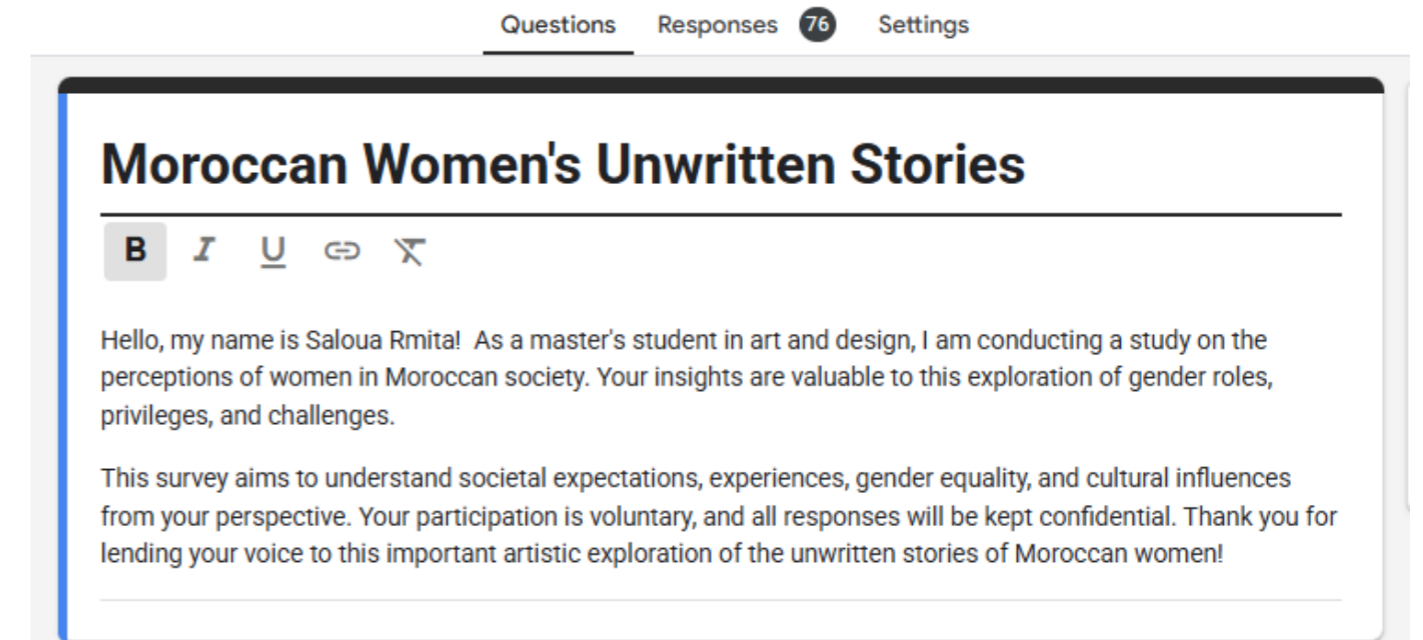 Questions Responses 76 Settings
Moroccan Women's Unwritten Stories
B I U
Hello, my name is Saloua Rmita!  As a master's student in art and design, I am conducting a study on the
perceptions of women in Moroccan society. Your insights are valuable to this exploration of gender roles,
privileges, and challenges.
This survey aims to understand societal expectations, experiences, gender equality, and cultural influences
from your perspective. Your participation is voluntary, and all responses will be kept confidential. Thank you for
lending your voice to this important artistic exploration of the unwritten stories of Moroccan women!